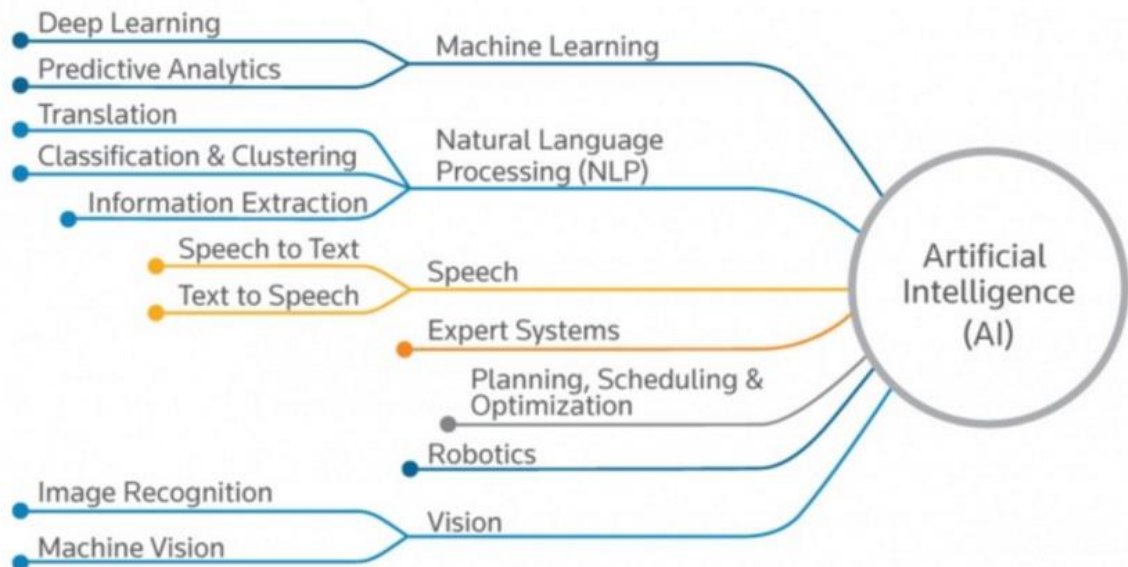 Deep Learning
Machine Learning
Predictive Analytics
Translation
Natural Language
Processing (NLP)
Classification & Clustering
Information Extraction
Speech to Text
Speech
Text to Speech
Expert Systems
Planning, Scheduling &
Optimization
Robotics
Image Recognition
Vision
Machine Vision
Artificial
Intelligence
(AI)